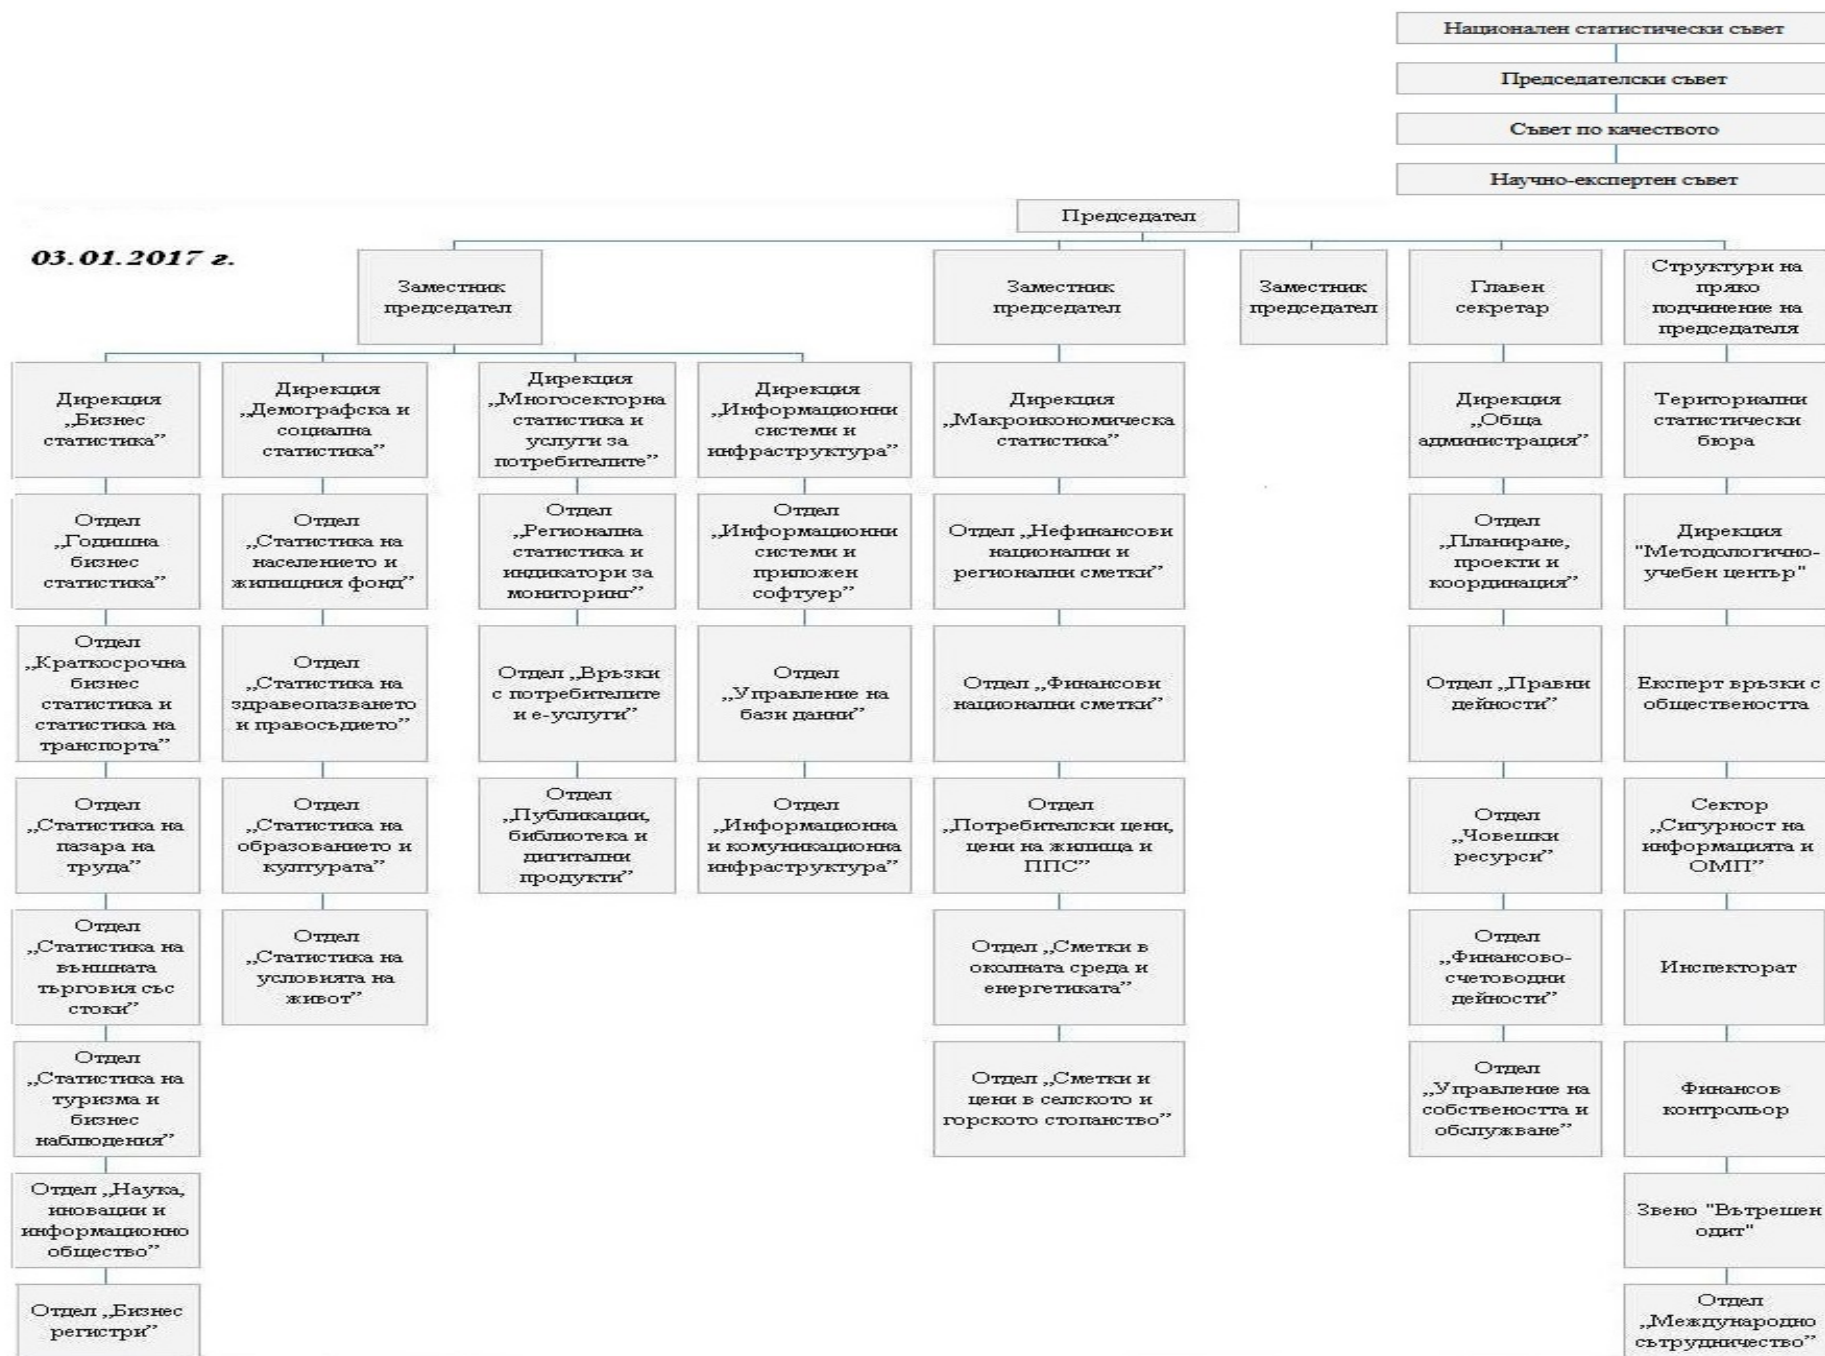 Национален статистически съвет
Председателски съвет
Съвет по качеството
Научно-експертен съвет
Председател
03.01.2017 г.
Заместник
председател
Заместник
председател
Заместник
председател
Главен
секретар
Структури на
пряко
подчинение на
председателя
Дирекция
„Бизнес
статистика”
Дирекция
„Демографска и
социална
статистика”
Дирекция
„Многосекторна
статистика и
услуги за
потребителите”
Дирекция
„Информационни
системи и
инфраструктура”
Дирекция
„Макроикономическа
статистика”
Дирекция
„Обща
администрация”
Териториални
статистически
бюра
Отдел
„Годишна
бизнес
статистика”
Отдел
„Статистика на
населението и
жилищния фонд”
Отдел
„Регионална
статистика и
индикатори за
мониторинг”
Отдел
„Информационни
системи и
приложен
софтуер”
Отдел „Нефинансови
национални и
регионални сметки”
Отдел
„Планиране,
проекти и
координация”
Дирекция
"Методологично-
учебен център"
Отдел
„Краткосрочна
бизнес
статистика и
статистика на
транспорта”
Отдел
„Статистика на
здравеопазването
и правосъдието”
Отдел „Връзки
с потребителите
и е-услуги”
Отдел
„Управление на
бази данни”
Отдел „Финансови
национални сметки”
Отдел „Правни
дейности”
Експерт връзки с
обществеността
Отдел
„Статистика на
пазара на
труда”
Отдел
„Статистика на
образованието и
културата”
Отдел
„Публикации,
библиотека и
дигитални
продукти”
Отдел
„Информационна
и комуникационна
инфраструктура”
Отдел
„Потребителски цени,
цени на жилища и
ППС”
Отдел
„Човешки
ресурси”
Сектор
„Сигурност на
информацията и
ОМП”
Отдел
„Статистика на
външната
търговия със
стоки”
Отдел
„Статистика на
условията на
живот”
Отдел „Сметки в
околната среда и
енергетиката”
Отдел
„Финансово-
счетоводни
дейности”
Инспекторат
Отдел
„Статистика на
туризма и
бизнес
наблюдения”
Отдел „Сметки и
цени в селското и
горското стопанство”
Отдел
„Управление на
собствеността и
обслужване”
Финансов
контрольор
Отдел „Наука,
иновации и
информационно
общество”
Звено "Вътрешен
одит"
Отдел „Бизнес
регистри”
Отдел
„Международно
сътрудничество”